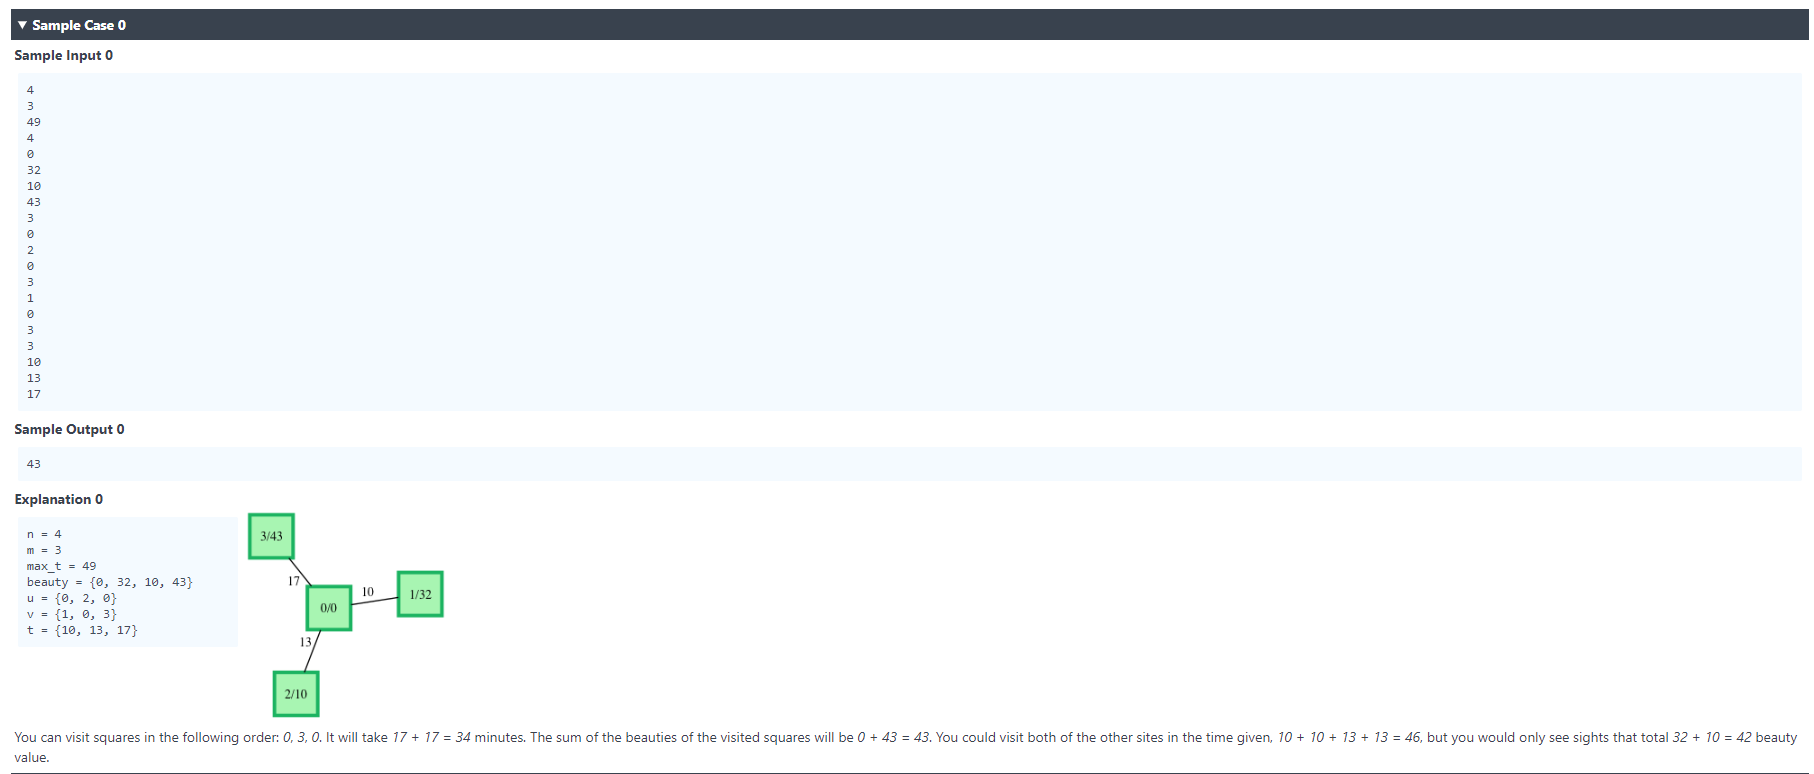 ▼ Sample Case 0
Sample Input 0
4
3
49
4
0
32
10
43
3
0
2
0
3
1
0
3
3
10
13
17
Sample Output 0
43
Explanation 0
n = 4
m = 3
max_t = 49
beauty = {0, 32, 10, 43}
u = {0, 2, 0}
v = {1, 0, 3}
t = {10, 13, 17}
3/43
17
10
1/32
0/0
13
2/10
You can visit squares in the following order: 0, 3, 0. It will take 17 + 17 = 34 minutes. The sum of the beauties of the visited squares will be 0 + 43 = 43. You could visit both of the other sites in the time given, 10 + 10 + 13 + 13 = 46, but you would only see sights that total 32 + 10 = 42 beauty
value.